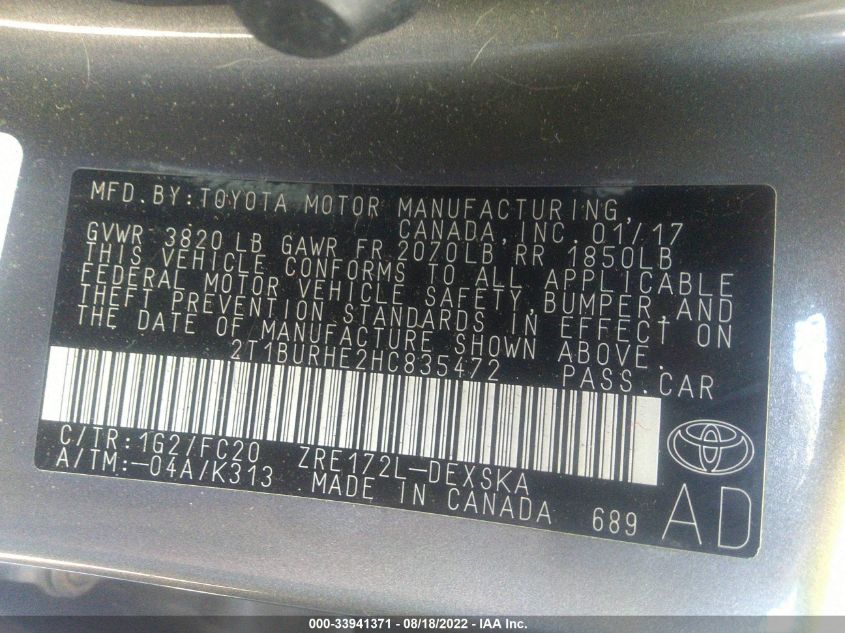 MFD.BY:TOYOTA MOTOR MANUFACTURING,
CANADA, INC. 01/17
GVWR 3820 LB GAWR FR 2070LB RR 1850LB
THIS VEHICLE CONFORMS TO ALL APPLICABLE
FEDERAL MOTOR VEHICLE SAFETY, BUMPER, AND
THEFT PREVENTION STANDARDS IN EFFECT ON
THE DATE OF MANUFACTURE SHOWN ABOVE.
2T1BURHE2HC835472 PASS.CAR
C/TR:1G2/FC20 ZRE172L-DEXSKA
A/TM:-04A/K313 MADE IN CANADA 689 AD
000-33941371 - 08/18/2022 - IAA Inc.